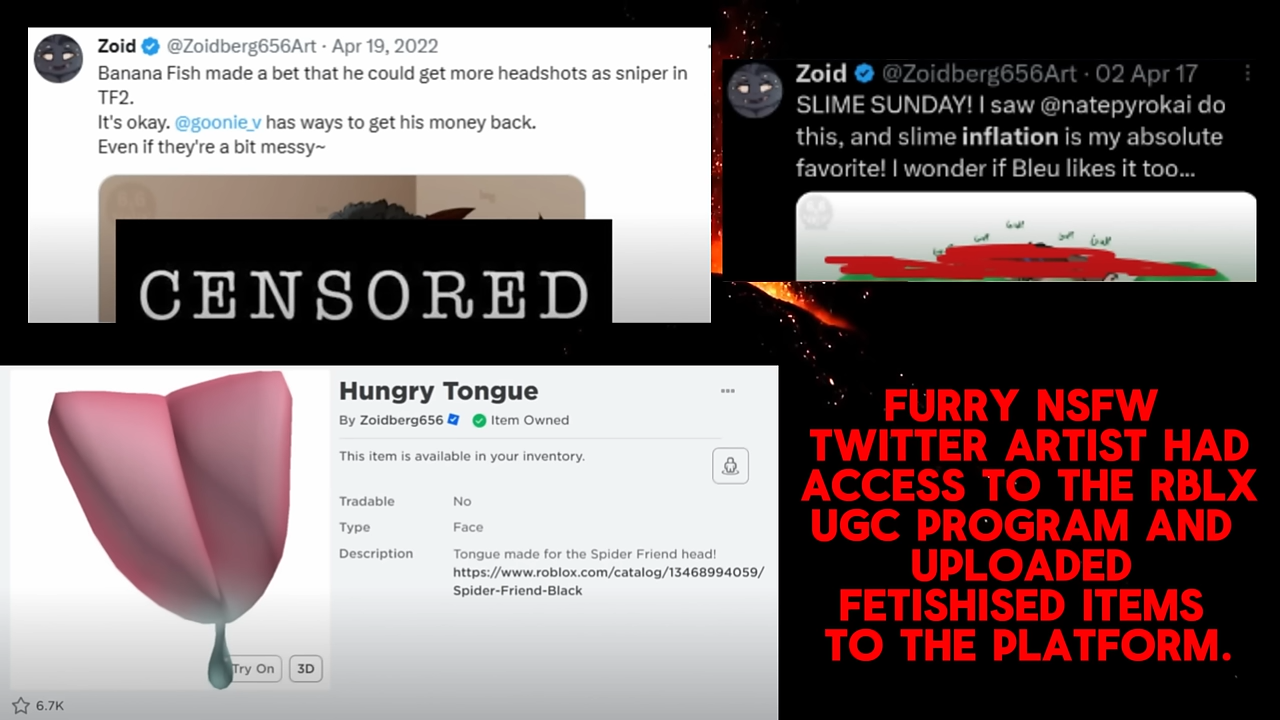 Zoid @Zoidberg656Art · Apr 19, 2022
Banana Fish made a bet that he could get more headshots as sniper in
TF2.
It's okay. @goonie_v has ways to get his money back.
Even if they're a bit messy~
CENSORED
Zoid @Zoidberg656Art · 02 Apr 17
SLIME SUNDAY! I saw @natepyrokai do
this, and slime inflation is my absolute
favorite! I wonder if Bleu likes it too...
Hungry Tongue
By Zoidberg656 Item Owned
This item is available in your inventory.
Tradable No
Type Face
Description Tongue made for the Spider Friend head!
https://www.roblox.com/catalog/13468994059/
Spider-Friend-Black
Try On 3D
6.7K
FURRY NSFW
TWITTER ARTIST HAD
ACCESS TO THE RBLX
UGC PROGRAM AND
UPLOADED
FETISHISED ITEMS
TO THE PLATFORM.